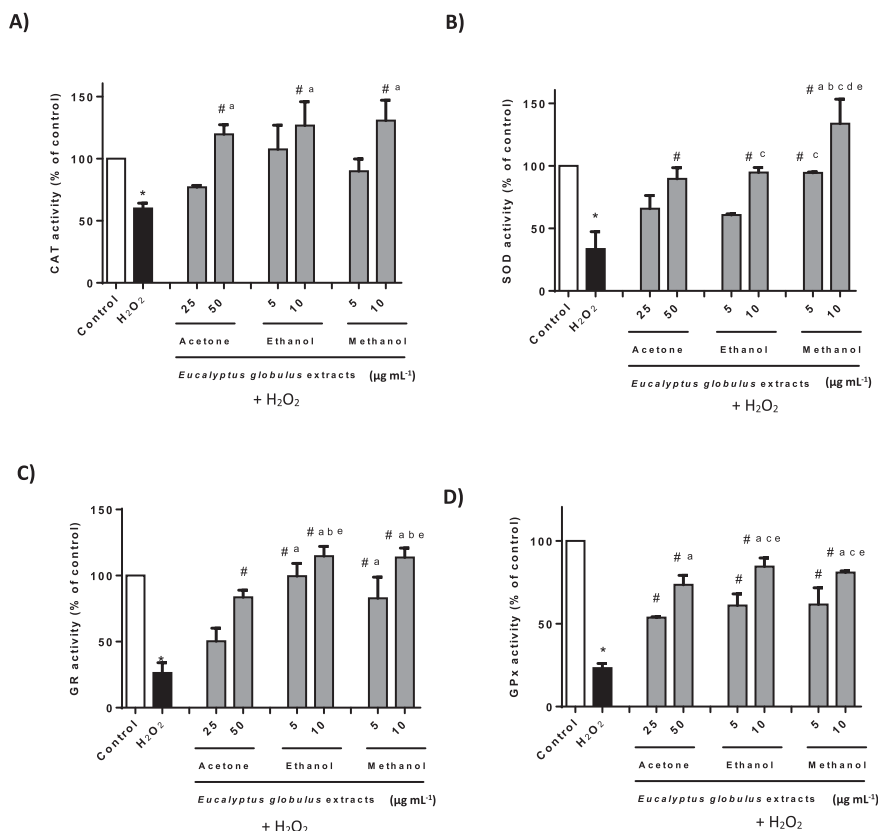 A)
CAT activity (% of control)
150
100
50
0
*
# a
# a
# a
Control
H₂O₂
25
50
5
10
5
10
Acetone
Ethanol
Methanol
Eucalyptus globulus extracts (µg mL⁻¹)
+ H₂O₂
B)
SOD activity (% of control)
150
100
50
0
*
#
# c
# c
# a b c d e
Control
H₂O₂
25
50
5
10
5
10
Acetone
Ethanol
Methanol
Eucalyptus globulus extracts (µg mL⁻¹)
+ H₂O₂
C)
GR activity (% of control)
150
100
50
0
*
#
# a
# a b e
# a
# a b e
Control
H₂O₂
25
50
5
10
5
10
Acetone
Ethanol
Methanol
Eucalyptus globulus extracts (µg mL⁻¹)
+ H₂O₂
D)
GPx activity (% of control)
100
50
0
*
#
# a
#
# a c e
#
# a c e
Control
H₂O₂
25
50
5
10
5
10
Acetone
Ethanol
Methanol
Eucalyptus globulus extracts (µg mL⁻¹)
+ H₂O₂